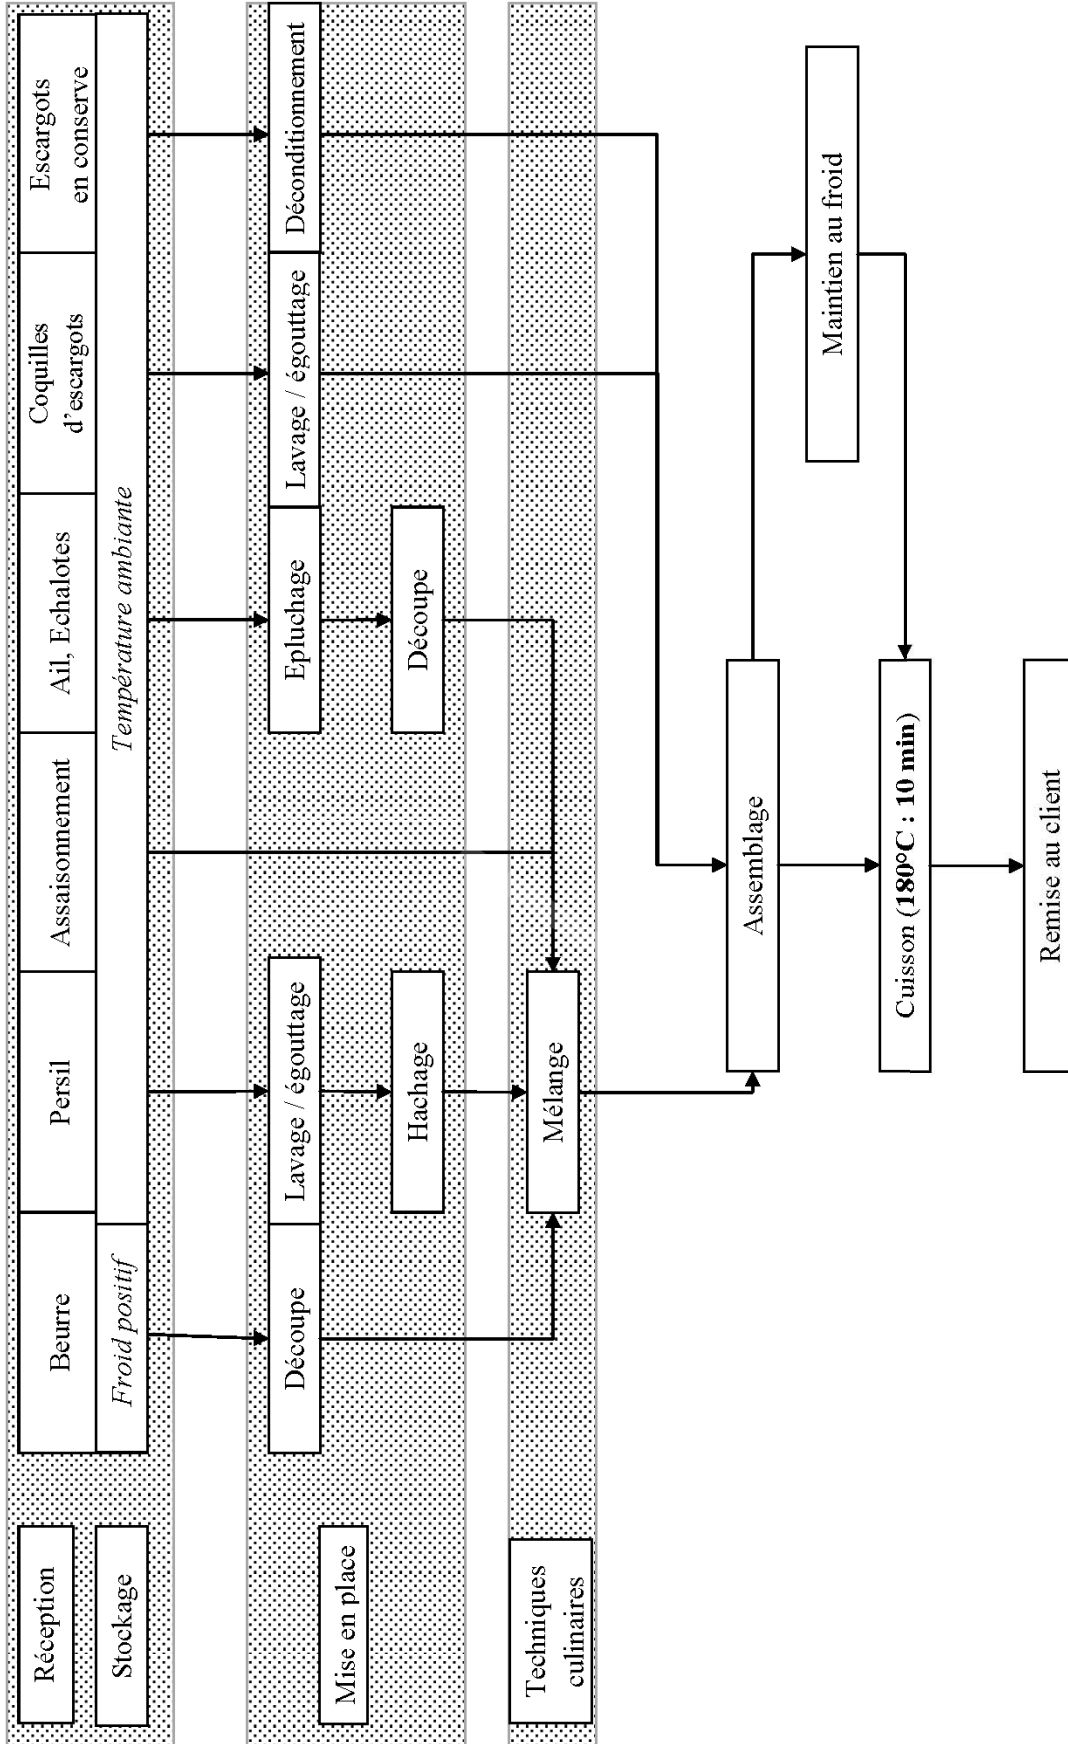 Réception
Beurre
Persil
Assaisonnement
Ail, Echalotes
Coquilles
d'escargots
Escargots
en conserve
Stockage
Froid positif
Température ambiante
Mise en place
Découpe
Lavage / égouttage
Epluchage
Lavage / égouttage
Déconditionnement
Hachage
Découpe
Techniques
culinaires
Mélange
Assemblage
Maintien au froid
Cuisson (180°C : 10 min)
Remise au client